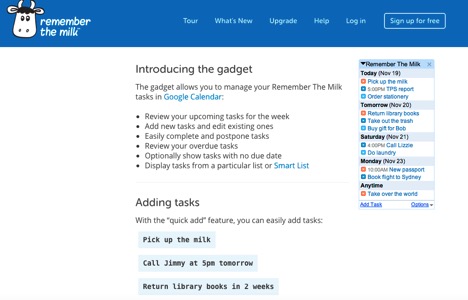 remember
the milk
Tour What's New Upgrade Help Log in Sign up for free
Introducing the gadget
The gadget allows you to manage your Remember The Milk
tasks in Google Calendar:
Review your upcoming tasks for the week
Add new tasks and edit existing ones
Easily complete and postpone tasks
Review your overdue tasks
Optionally show tasks with no due date
Display tasks from a particular list or Smart List
Remember The Milk
Today (Nov 19)
Pick up the milk
5:00PM TPS report
Order stationery
Tomorrow (Nov 20)
Return library books
Take out the trash
Buy gift for Bob
Saturday (Nov 21)
4:00PM Call Lizzie
Do laundry
Monday (Nov 23)
10:00AM New passport
Book flight to Sydney
Anytime
Take over the world
Add Task Options
Adding tasks
With the "quick add" feature, you can easily add tasks:
Pick up the milk
Call Jimmy at 5pm tomorrow
Return library books in 2 weeks